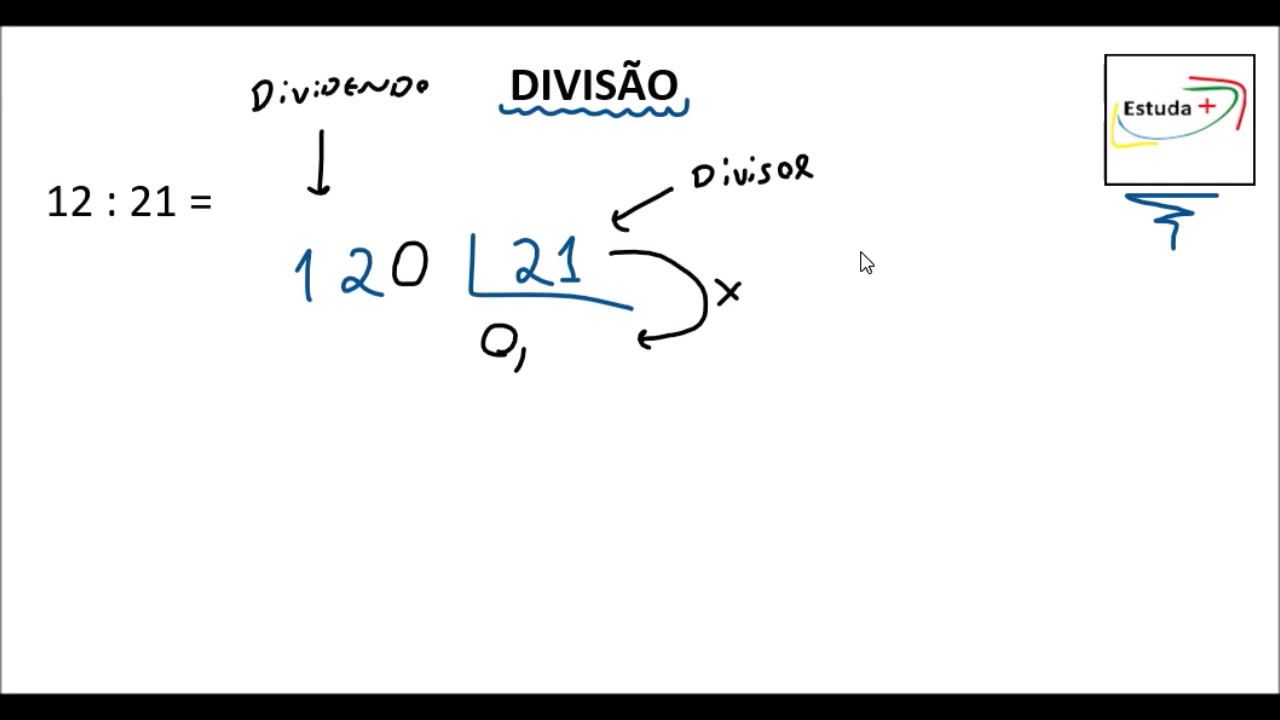 Dividendo
DIVISÃO
Estuda +
Divisor
12 : 21 =
120 21
x
0,